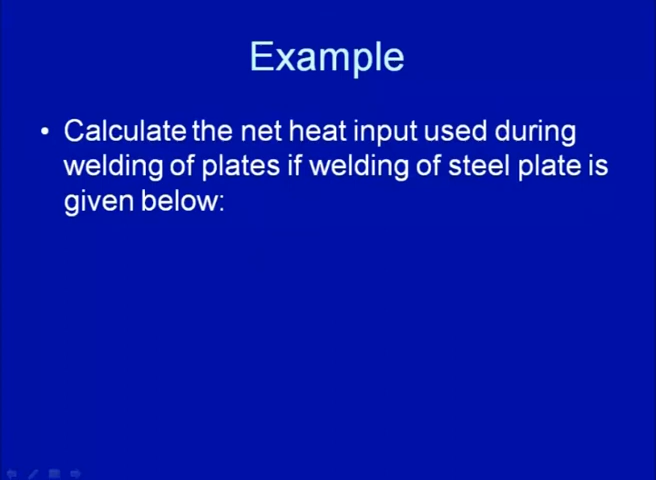 Example
• Calculate the net heat input used during
welding of plates if welding of steel plate is
given below: